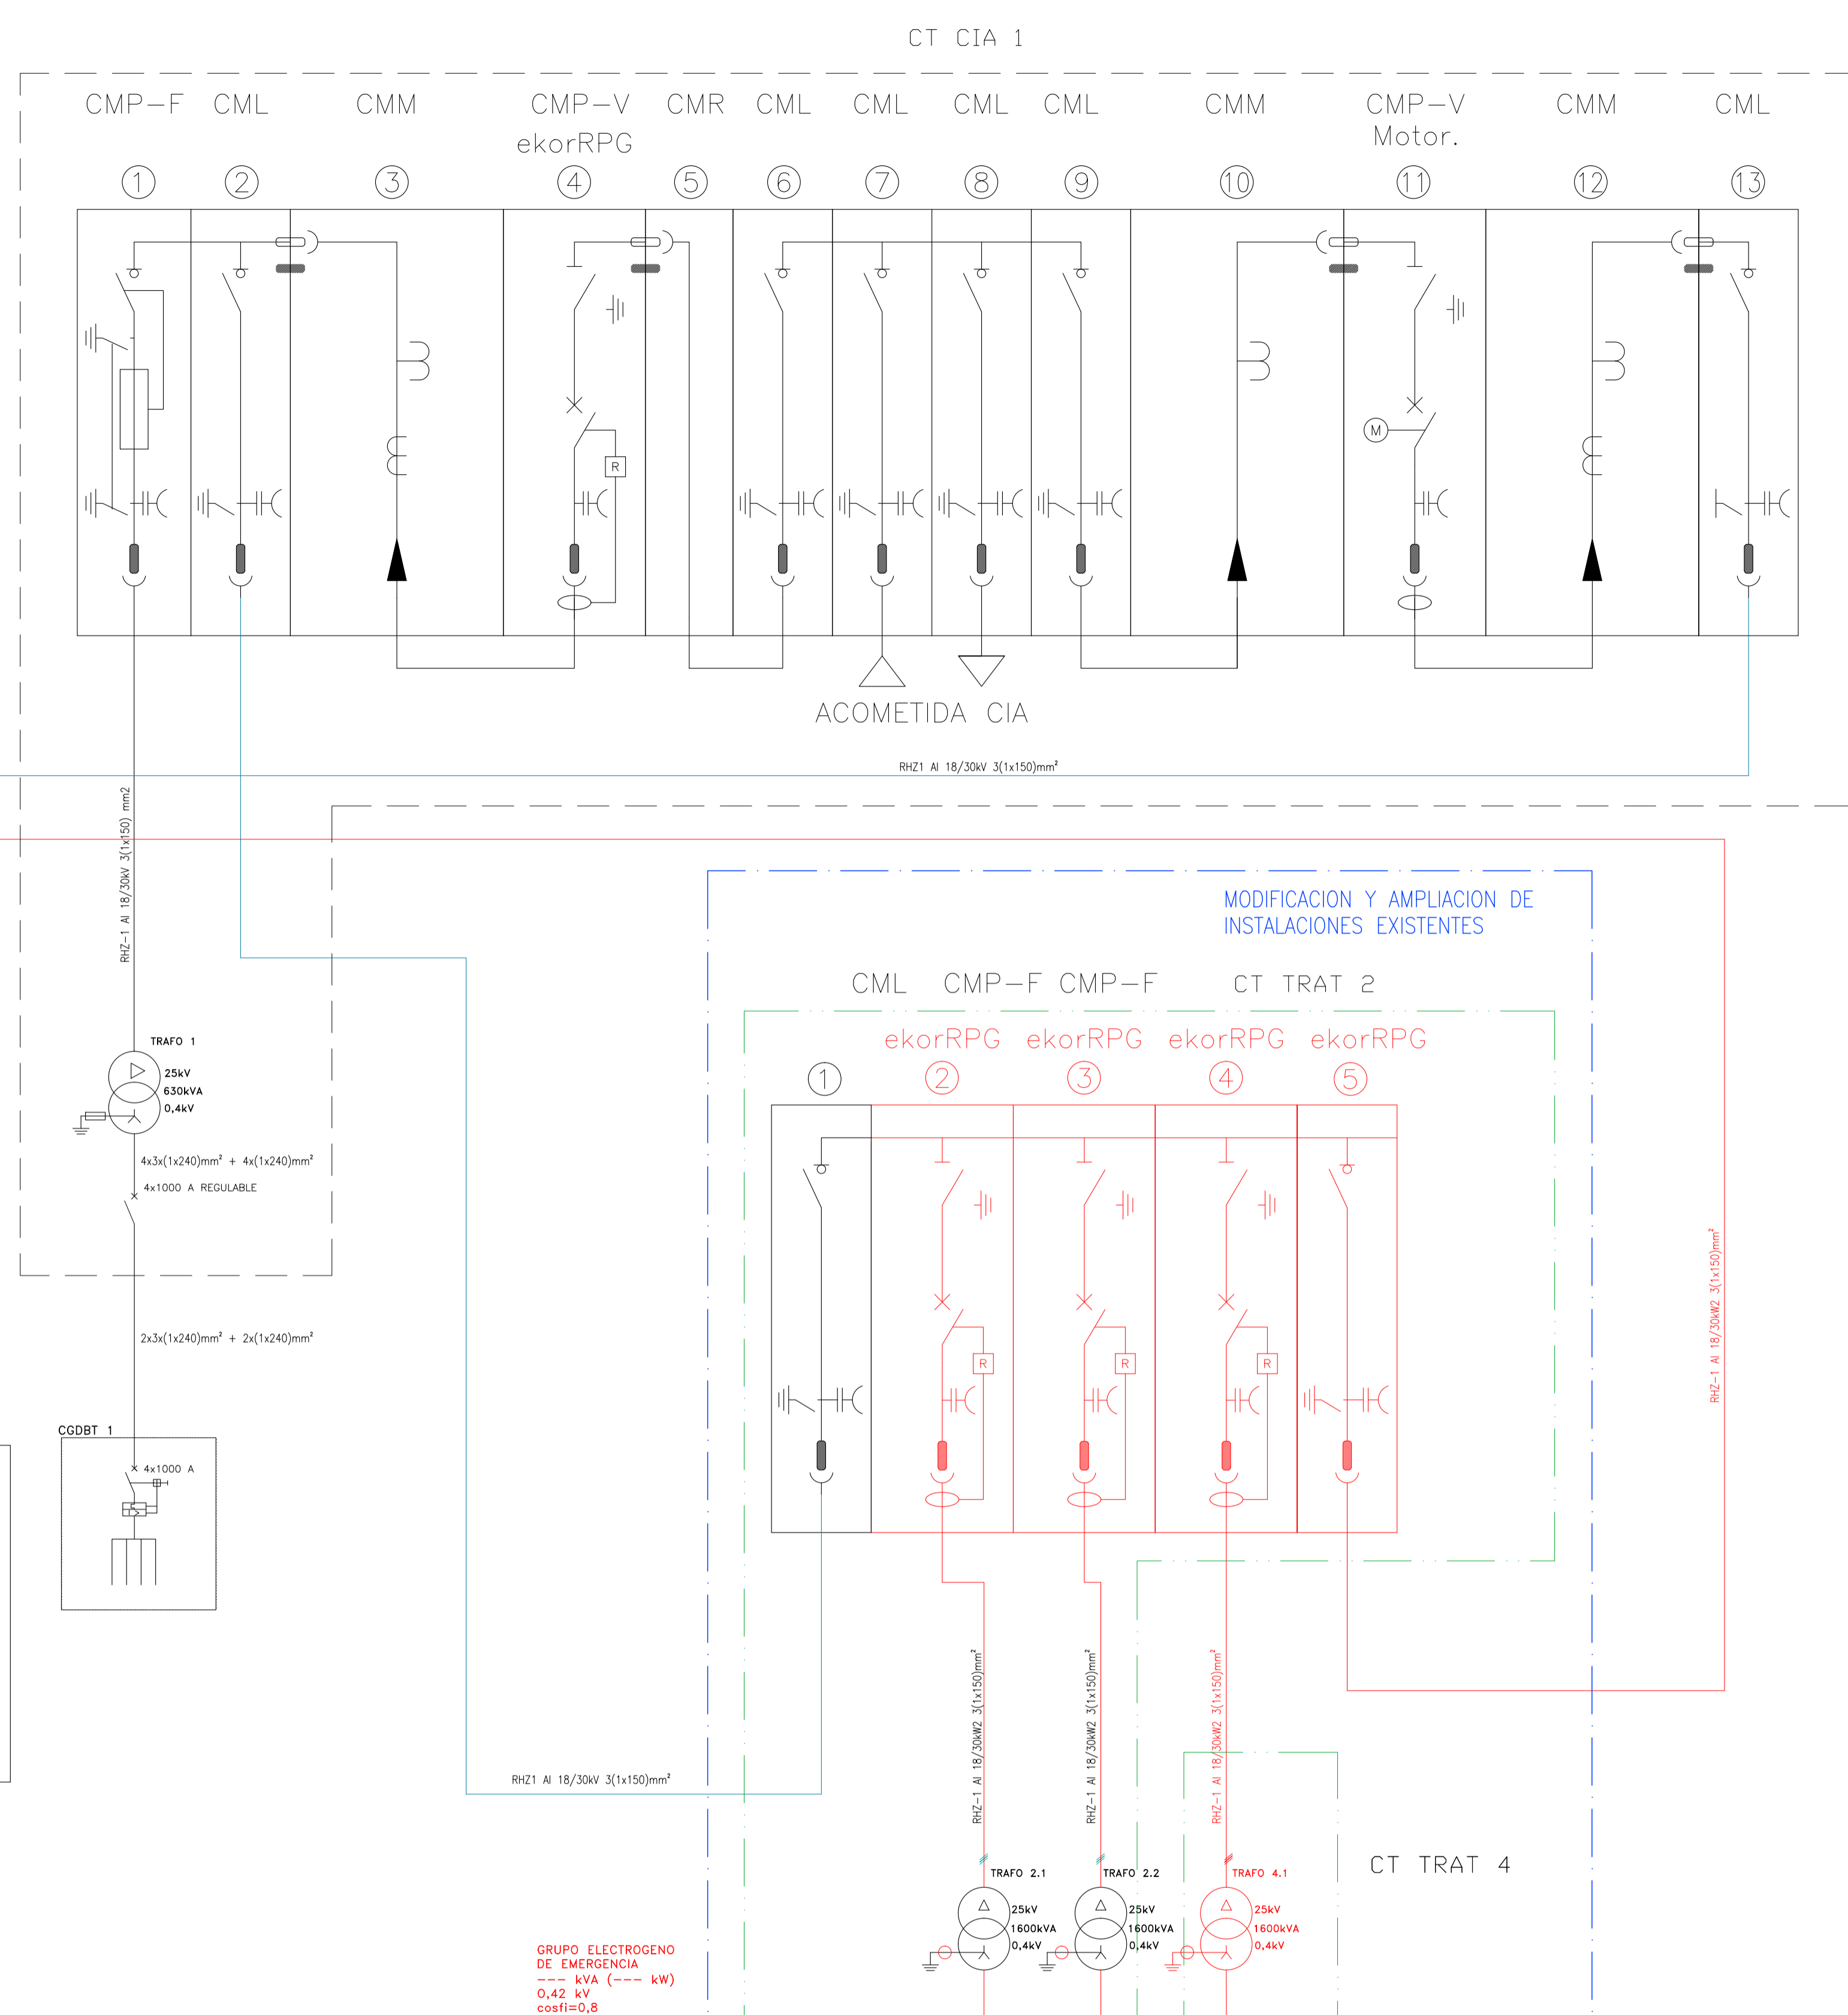 CT CIA 1
CMP-F CML CMM CMP-V CMR CML CML CML CML CMM CMP-V CMM CML
ekorRPG Motor.
1 2 3 4 5 6 7 8 9 10 11 12 13
M
R
ACOMETIDA CIA
RHZ1 Al 18/30kV 3(1x150)mm²
RHZ-1 Al 18/30kV 3(1x150) mm2
MODIFICACION Y AMPLIACION DE
INSTALACIONES EXISTENTES
CML CMP-F CMP-F CT TRAT 2
ekorRPG ekorRPG ekorRPG ekorRPG
1 2 3 4 5
TRAFO 1
25kV
630kVA
0,4kV
4x3x(1x240)mm² + 4x(1x240)mm²
4x1000 A REGULABLE
2x3x(1x240)mm² + 2x(1x240)mm²
R R R
RHZ-1 Al 18/30kW2 3(1x150)mm²
CGDBT 1
4x1000 A
RHZ-1 Al 18/30kW2 3(1x150)mm²
RHZ-1 Al 18/30kW2 3(1x150)mm²
RHZ-1 Al 18/30kW2 3(1x150)mm²
RHZ1 Al 18/30kV 3(1x150)mm²
CT TRAT 4
TRAFO 2.1
25kV
1600kVA
0,4kV
TRAFO 2.2
25kV
1600kVA
0,4kV
TRAFO 4.1
25kV
1600kVA
0,4kV
GRUPO ELECTROGENO
DE EMERGENCIA
--- kVA (--- kW)
0,42 kV
cosfi=0,8